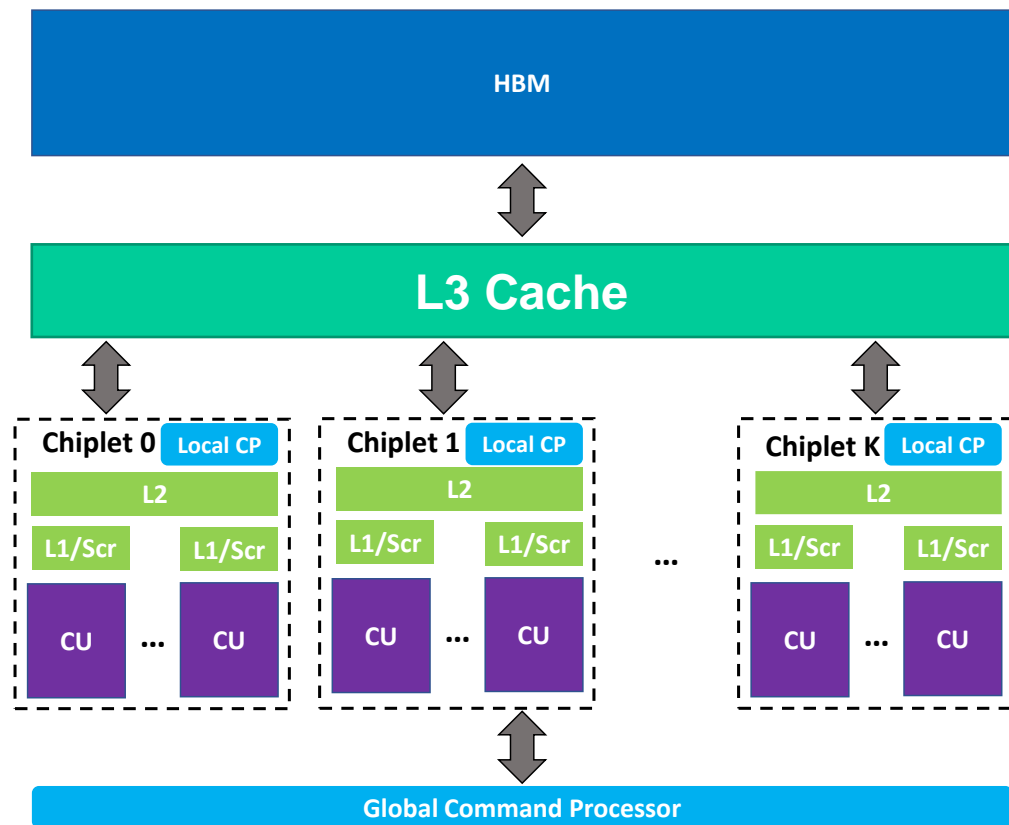 HBM
L3 Cache
Chiplet 0 Local CP
L2
L1/Scr L1/Scr
CU ... CU
Chiplet 1 Local CP
L2
L1/Scr L1/Scr
CU ... CU
...
Chiplet K Local CP
L2
L1/Scr L1/Scr
CU ... CU
Global Command Processor